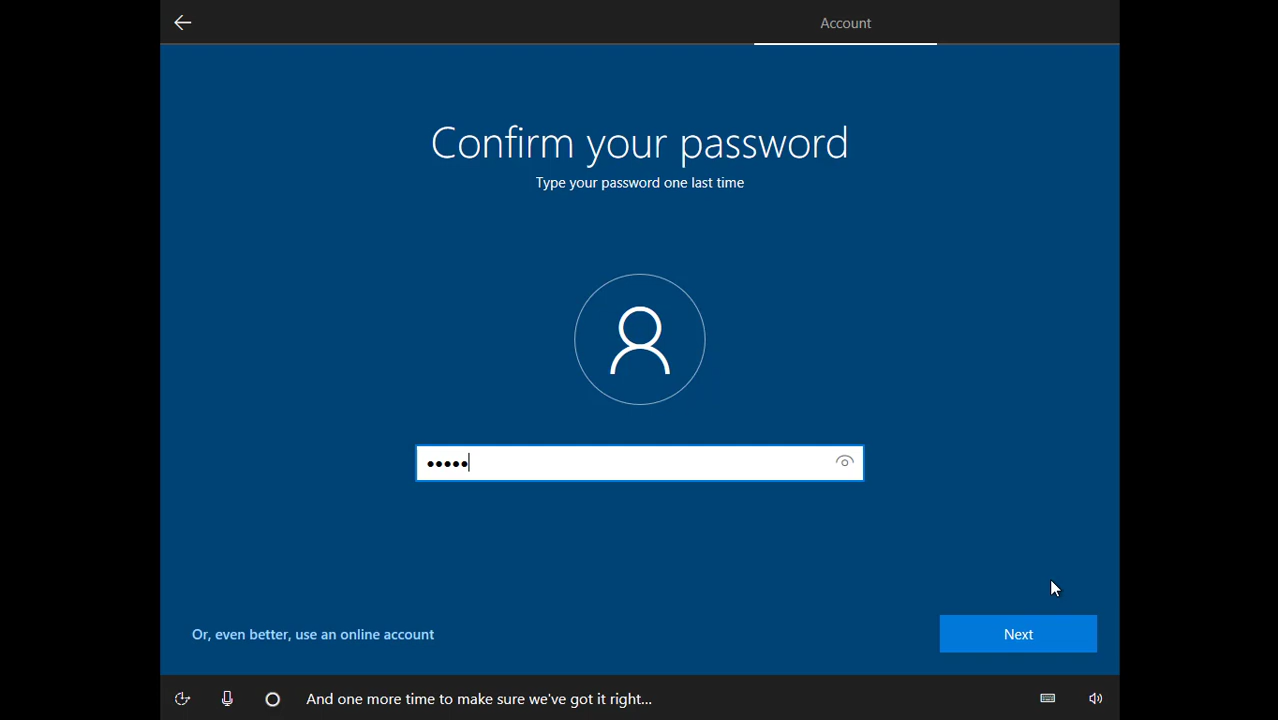 Account
Confirm your password
Type your password one last time
•••••
Or, even better, use an online account
Next
And one more time to make sure we've got it right...